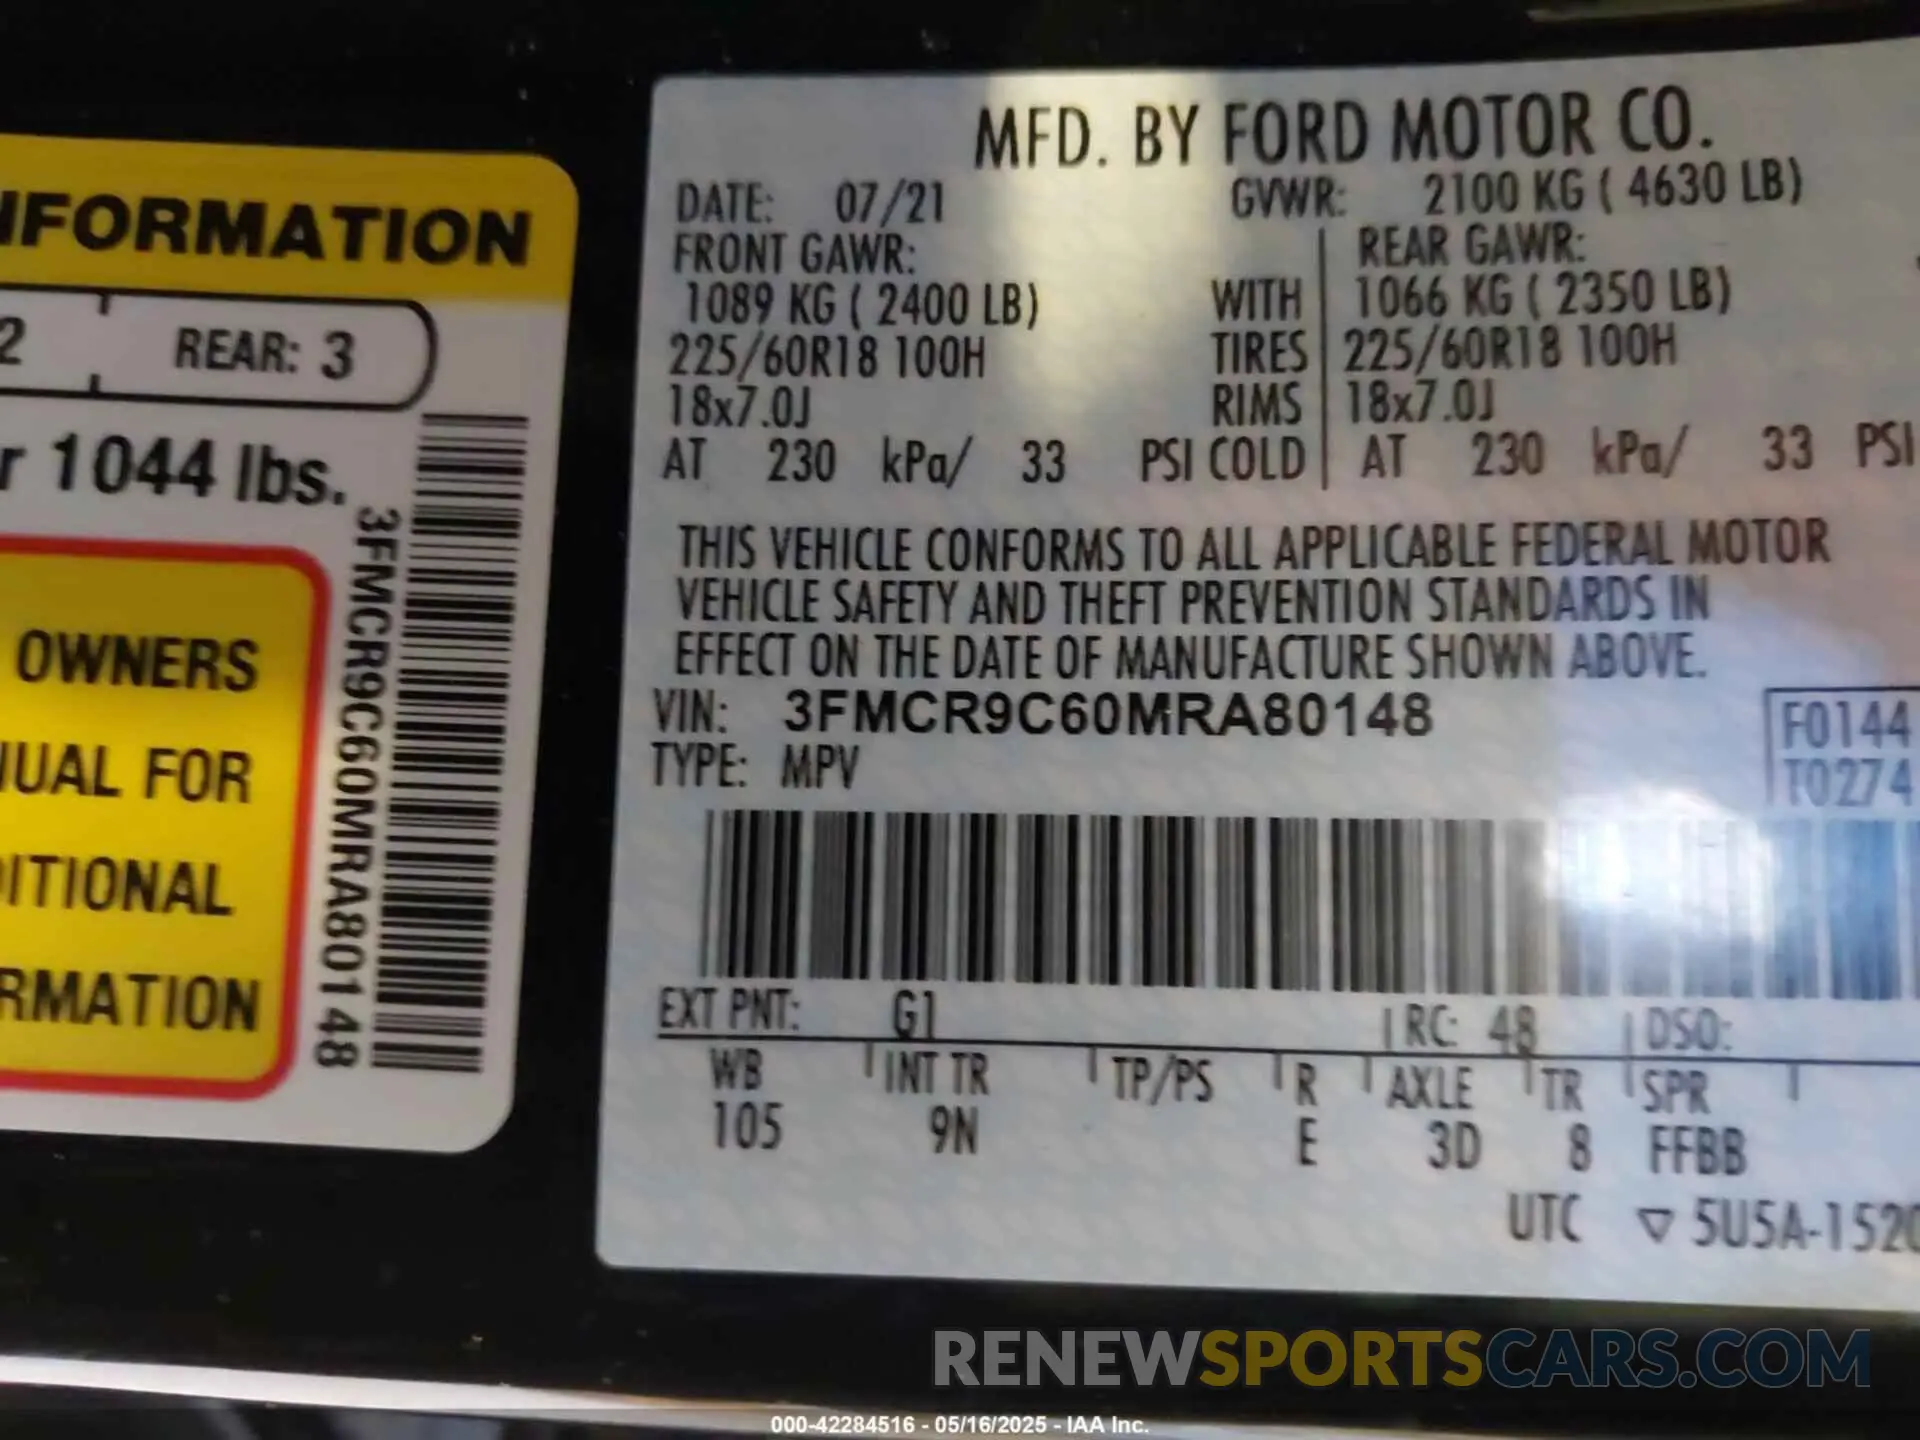 NFORMATION
2 REAR: 3
r 1044 lbs.
OWNERS
NUAL FOR
DITIONAL
RMATION
3FMCR9C60MRA80148
MFD. BY FORD MOTOR CO.
DATE: 07/21 GVWR: 2100 KG ( 4630 LB)
FRONT GAWR: REAR GAWR:
1089 KG ( 2400 LB) WITH 1066 KG ( 2350 LB)
225/60R18 100H TIRES 225/60R18 100H
18x7.0J RIMS 18x7.0J
AT 230 kPa/ 33 PSI COLD AT 230 kPa/ 33 PSI
THIS VEHICLE CONFORMS TO ALL APPLICABLE FEDERAL MOTOR
VEHICLE SAFETY AND THEFT PREVENTION STANDARDS IN
EFFECT ON THE DATE OF MANUFACTURE SHOWN ABOVE.
VIN: 3FMCR9C60MRA80148 F0144
TYPE: MPV T0274
EXT PNT: G1 RC: 48 DSO:
WB INT TR TP/PS R AXLE TR SPR
105 9N E 3D 8 FFBB
UTC ▽ 5U5A-1520
RENEWSPORTSCARS.COM
000-42284516 - 05/16/2025 - IAA Inc.